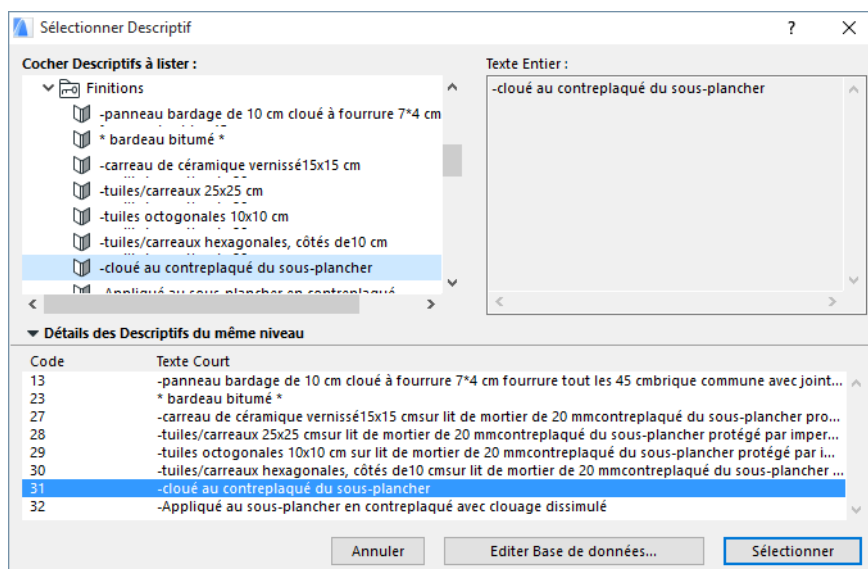 Sélectionner Descriptif
?
Cocher Descriptifs à lister :
Finitions
-panneau bardage de 10 cm cloué à fourrure 7*4 cm
* bardeau bitumé *
-carreau de céramique vernissé15x15 cm
-tuiles/carreaux 25x25 cm
-tuiles octogonales 10x10 cm
-tuiles/carreaux hexagonales, côtés de10 cm
-cloué au contreplaqué du sous-plancher
-Appliqué au sous-plancher en contreplaqué
Texte Entier :
-cloué au contreplaqué du sous-plancher
Détails des Descriptifs du même niveau
Code Texte Court
13 -panneau bardage de 10 cm cloué à fourrure 7*4 cm fourrure tout les 45 cmbrique commune avec joint...
23 * bardeau bitumé *
27 -carreau de céramique vernissé15x15 cmsur lit de mortier de 20 mmcontreplaqué du sous-plancher pro...
28 -tuiles/carreaux 25x25 cmsur lit de mortier de 20 mmcontreplaqué du sous-plancher protégé par imper...
29 -tuiles octogonales 10x10 cm sur lit de mortier de 20 mmcontreplaqué du sous-plancher protégé par i...
30 -tuiles/carreaux hexagonales, côtés de10 cmsur lit de mortier de 20 mmcontreplaqué du sous-plancher ...
31 -cloué au contreplaqué du sous-plancher
32 -Appliqué au sous-plancher en contreplaqué avec clouage dissimulé
Annuler
Editer Base de données...
Sélectionner